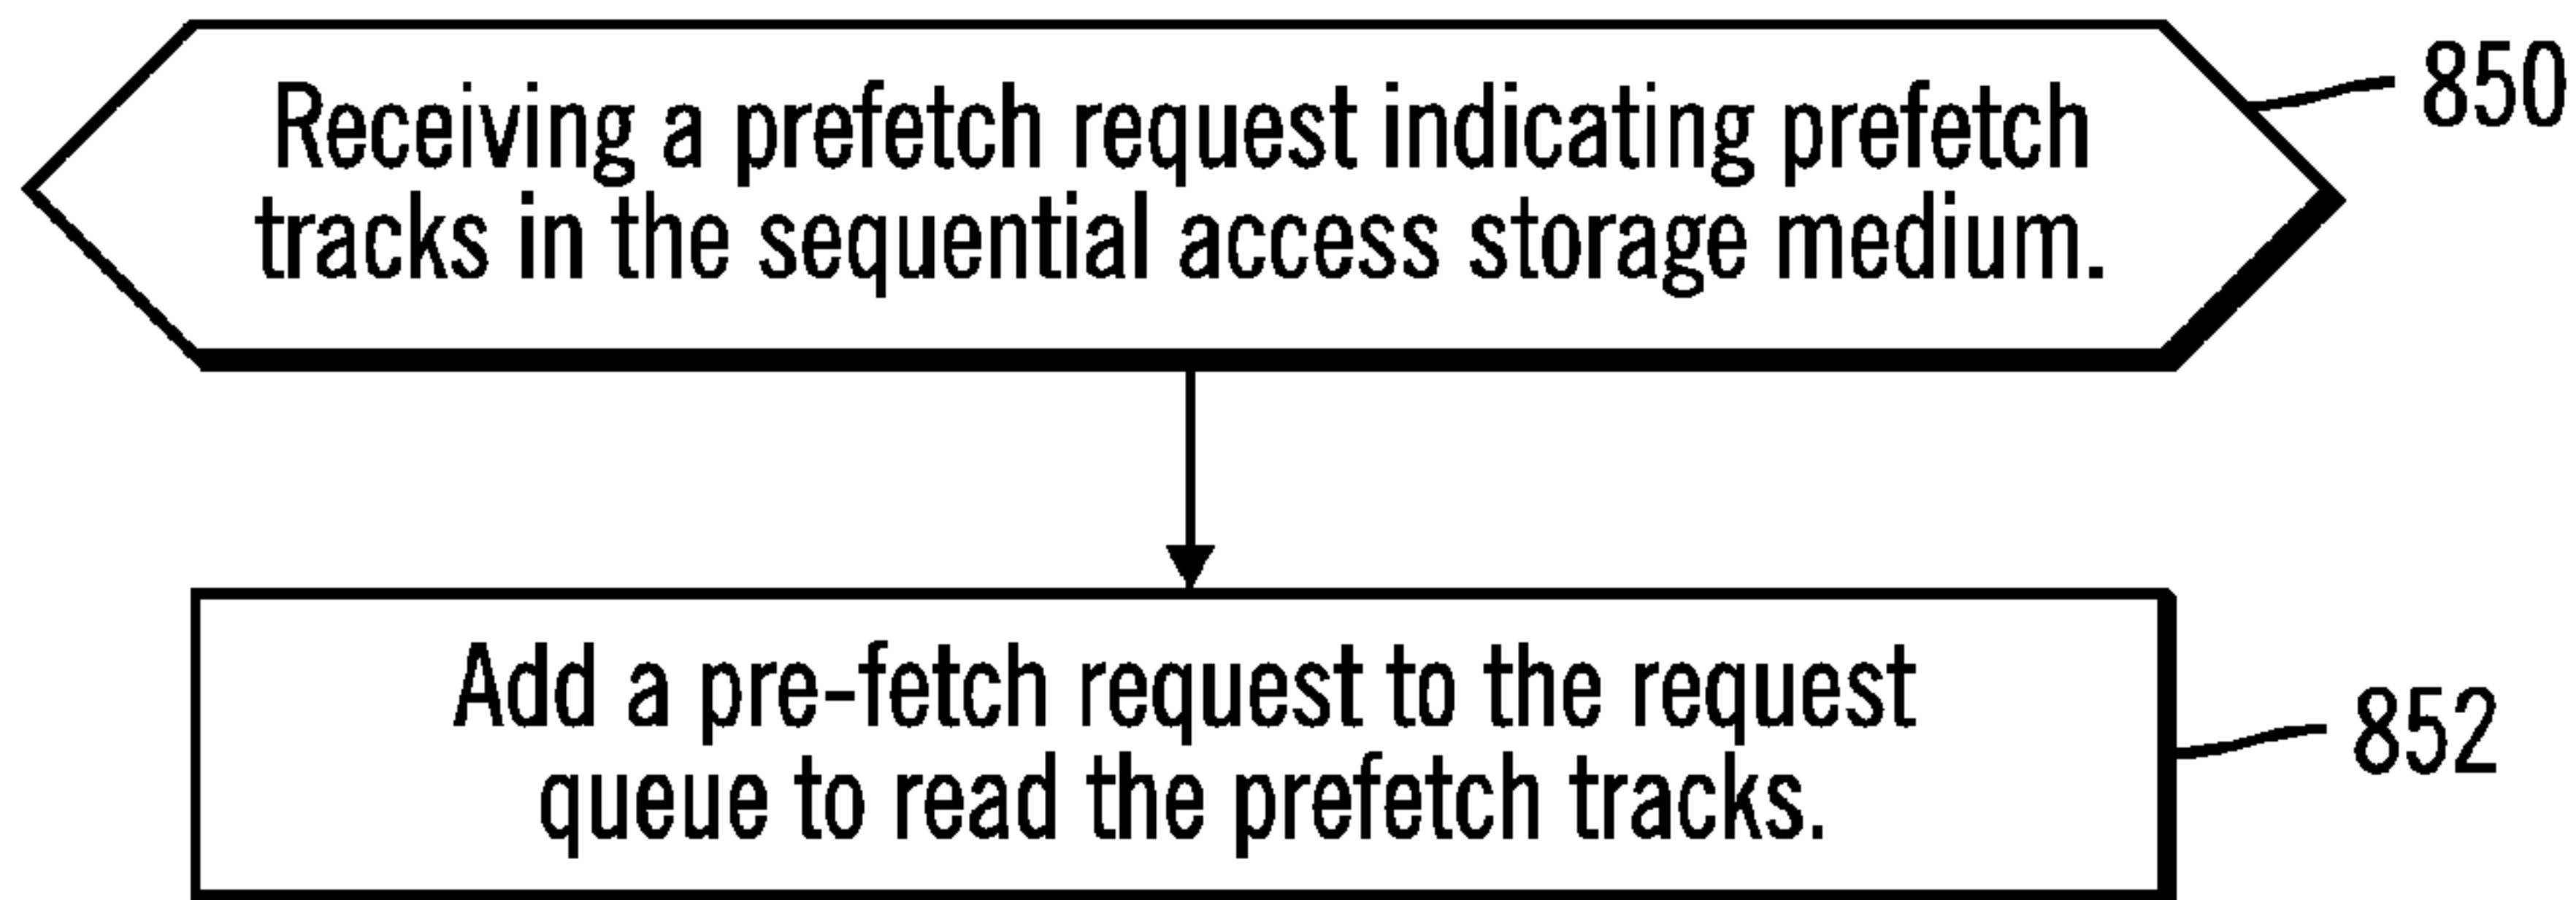 Receiving a prefetch request indicating prefetch
tracks in the sequential access storage medium.
850
Add a pre-fetch request to the request
queue to read the prefetch tracks.
852